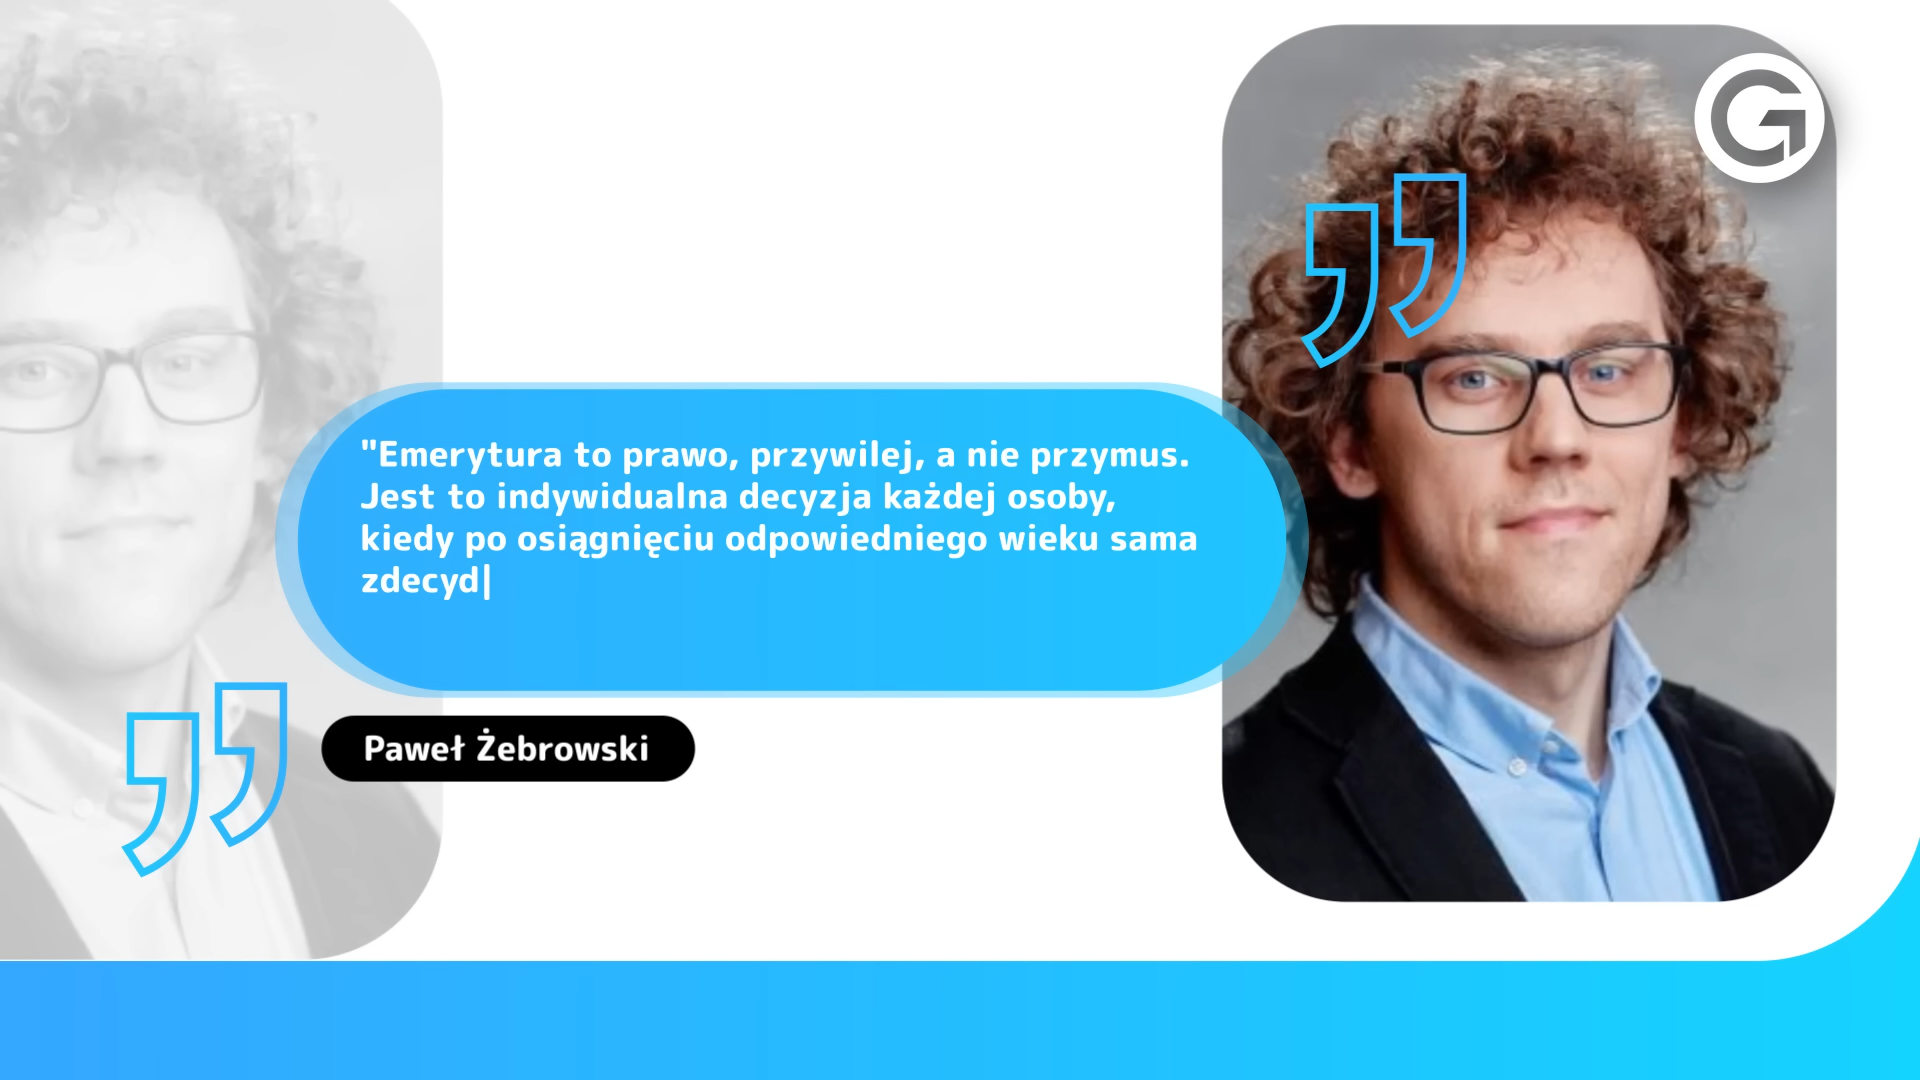 "Emerytura to prawo, przywilej, a nie przymus.
Jest to indywidualna decyzja każdej osoby,
kiedy po osiągnięciu odpowiedniego wieku sama
zdecyd|
Paweł Żebrowski
G